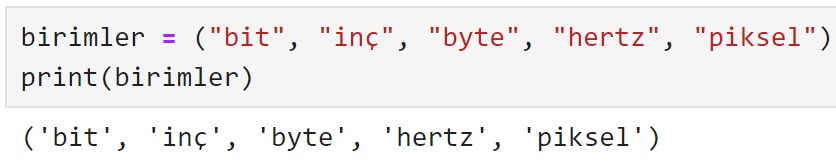 birimler = ("bit", "inç", "byte", "hertz", "piksel")
print(birimler)
('bit', 'inç', 'byte', 'hertz', 'piksel')